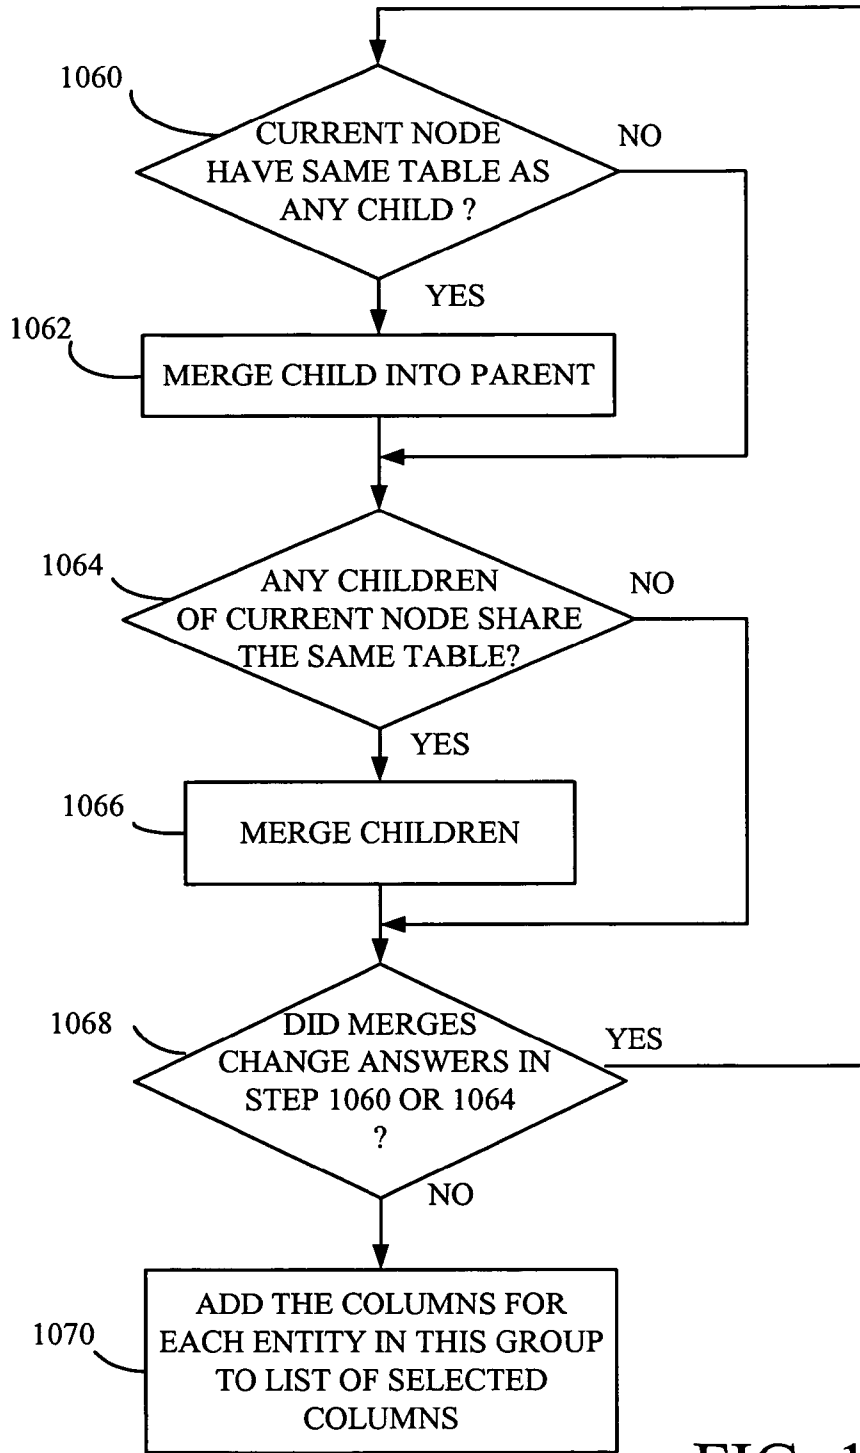 1060
CURRENT NODE
HAVE SAME TABLE AS
ANY CHILD ?
NO
YES
1062
MERGE CHILD INTO PARENT
1064
ANY CHILDREN
OF CURRENT NODE SHARE
THE SAME TABLE?
NO
YES
1066
MERGE CHILDREN
1068
DID MERGES
CHANGE ANSWERS IN
STEP 1060 OR 1064
?
YES
NO
1070
ADD THE COLUMNS FOR
EACH ENTITY IN THIS GROUP
TO LIST OF SELECTED
COLUMNS